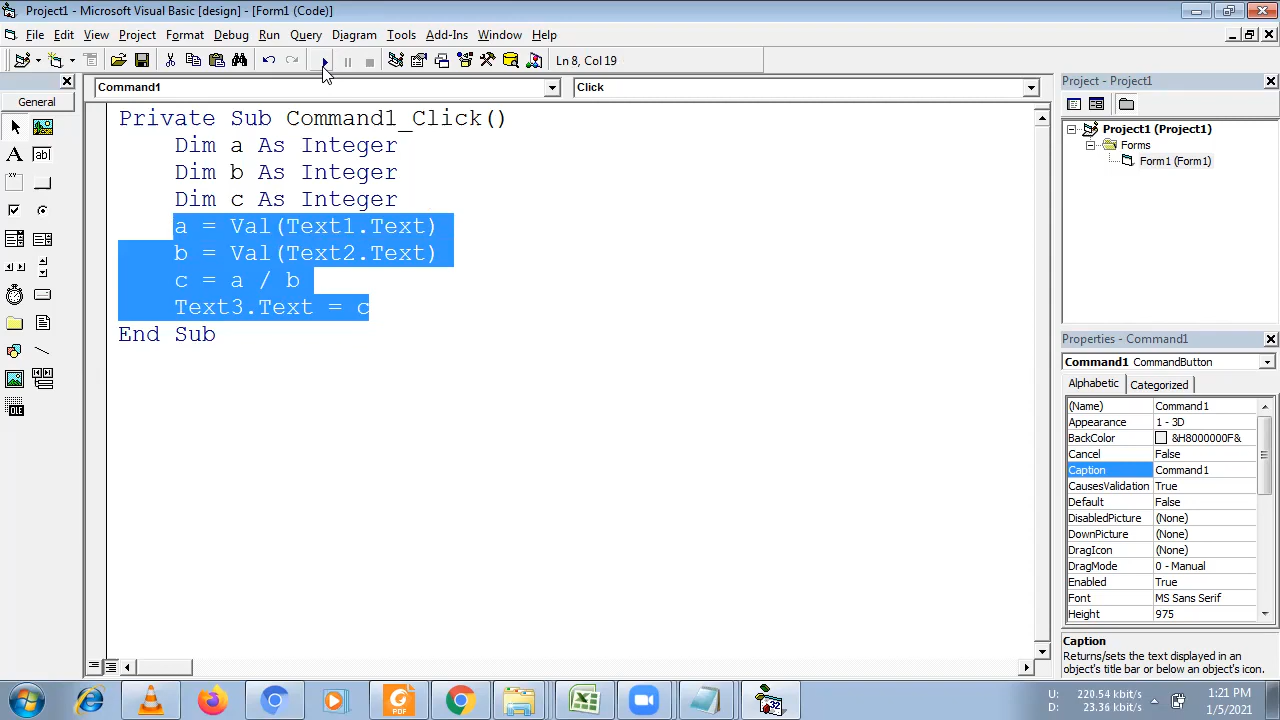 Project1 - Microsoft Visual Basic [design] - [Form1 (Code)]
File Edit View Project Format Debug Run Query Diagram Tools Add-Ins Window Help
Ln 8, Col 19
General
Command1
Click
Private Sub Command1_Click()
Dim a As Integer
Dim b As Integer
Dim c As Integer
a = Val(Text1.Text)
b = Val(Text2.Text)
c = a / b
Text3.Text = c
End Sub
A
ab|
OLE
Project - Project1
Project1 (Project1)
Forms
Form1 (Form1)
Properties - Command1
Command1 CommandButton
Alphabetic Categorized
(Name) Command1
Appearance 1 - 3D
BackColor &H8000000F&
Cancel False
Caption Command1
CausesValidation True
Default False
DisabledPicture (None)
DownPicture (None)
DragIcon (None)
DragMode 0 - Manual
Enabled True
Font MS Sans Serif
Height 975
Caption
Returns/sets the text displayed in an
object's title bar or below an object's icon.
PDF
32
U: 220.54 kbit/s
D: 23.36 kbit/s
1:21 PM
1/5/2021